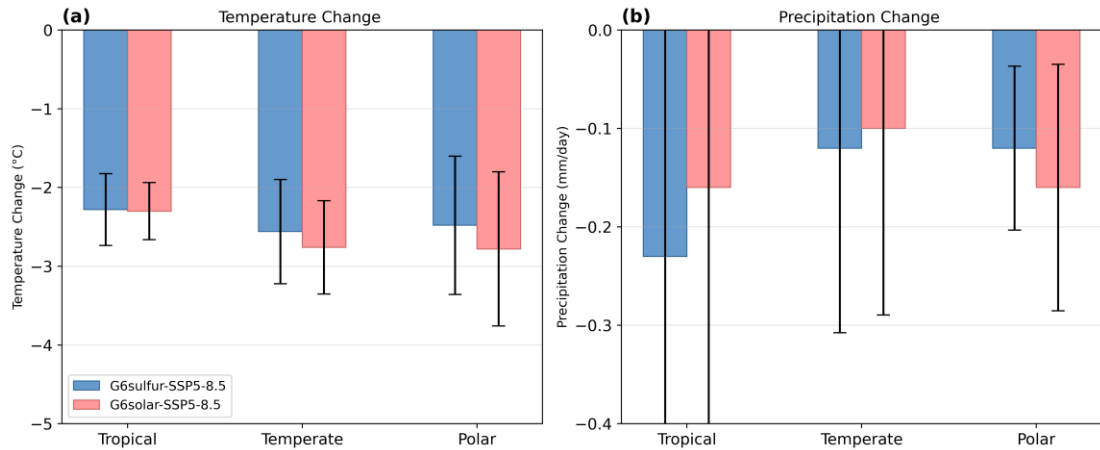 (a)
Temperature Change
Temperature Change (°C)
0
−1
−2
−3
−4
−5
G6sulfur-SSP5-8.5
G6solar-SSP5-8.5
Tropical
Temperate
Polar
(b)
Precipitation Change
Precipitation Change (mm/day)
0.0
−0.1
−0.2
−0.3
−0.4
Tropical
Temperate
Polar